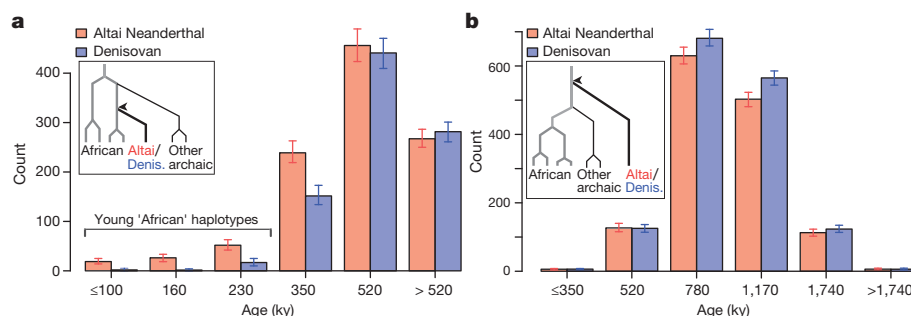 a
Altai Neanderthal
Denisovan
400
300
200
100
0
Count
African Altai/ Other
Denis. archaic
Young 'African' haplotypes
≤100 160 230 350 520 > 520
Age (ky)
b
Altai Neanderthal
Denisovan
600
400
200
0
Count
African Other Altai/
archaic Denis.
≤350 520 780 1,170 1,740 >1,740
Age (ky)